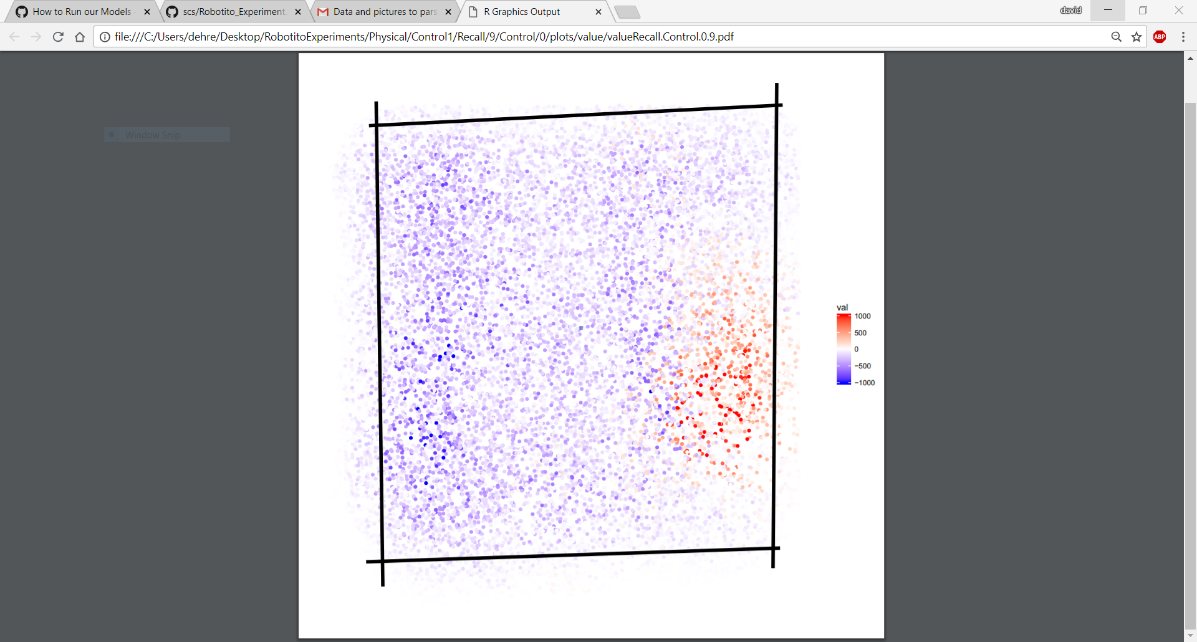 How to Run our Models
scs/Robotito_Experiment
Data and pictures to par
R Graphics Output
david
file:///C:/Users/dehre/Desktop/RobotitoExperiments/Physical/Control1/Recall/9/Control/0/plots/value/valueRecall.Control.0.9.pdf
ABP
val
1000
500
0
−500
−1000